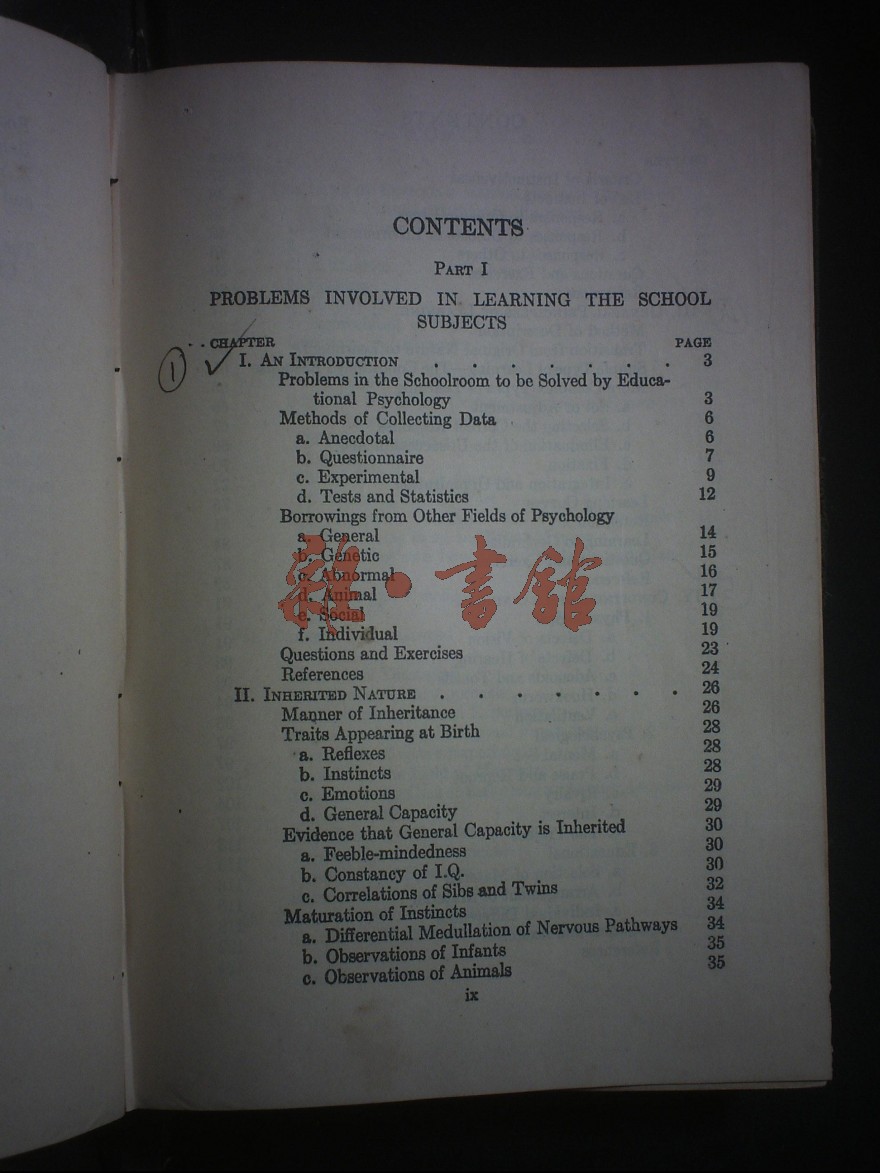 CONTENTS
PART I
PROBLEMS INVOLVED IN LEARNING THE SCHOOL
SUBJECTS
CHAPTER PAGE
1 ✓ I. AN INTRODUCTION . . . . . . . 3
Problems in the Schoolroom to be Solved by Educa-
tional Psychology 3
Methods of Collecting Data 6
a. Anecdotal 6
b. Questionnaire 7
c. Experimental 9
d. Tests and Statistics 12
Borrowings from Other Fields of Psychology
a. General 14
b. Genetic 15
c. Abnormal 16
d. Animal 17
e. Social 19
f. Individual 19
Questions and Exercises 23
References 24
II. INHERITED NATURE . . . . . . . 26
Manner of Inheritance 26
Traits Appearing at Birth 28
a. Reflexes 28
b. Instincts 28
c. Emotions 29
d. General Capacity 29
Evidence that General Capacity is Inherited 30
a. Feeble-mindedness 30
b. Constancy of I.Q. 30
c. Correlations of Sibs and Twins 32
Maturation of Instincts 34
a. Differential Medullation of Nervous Pathways 34
b. Observations of Infants 35
c. Observations of Animals 35
ix
雜·書館